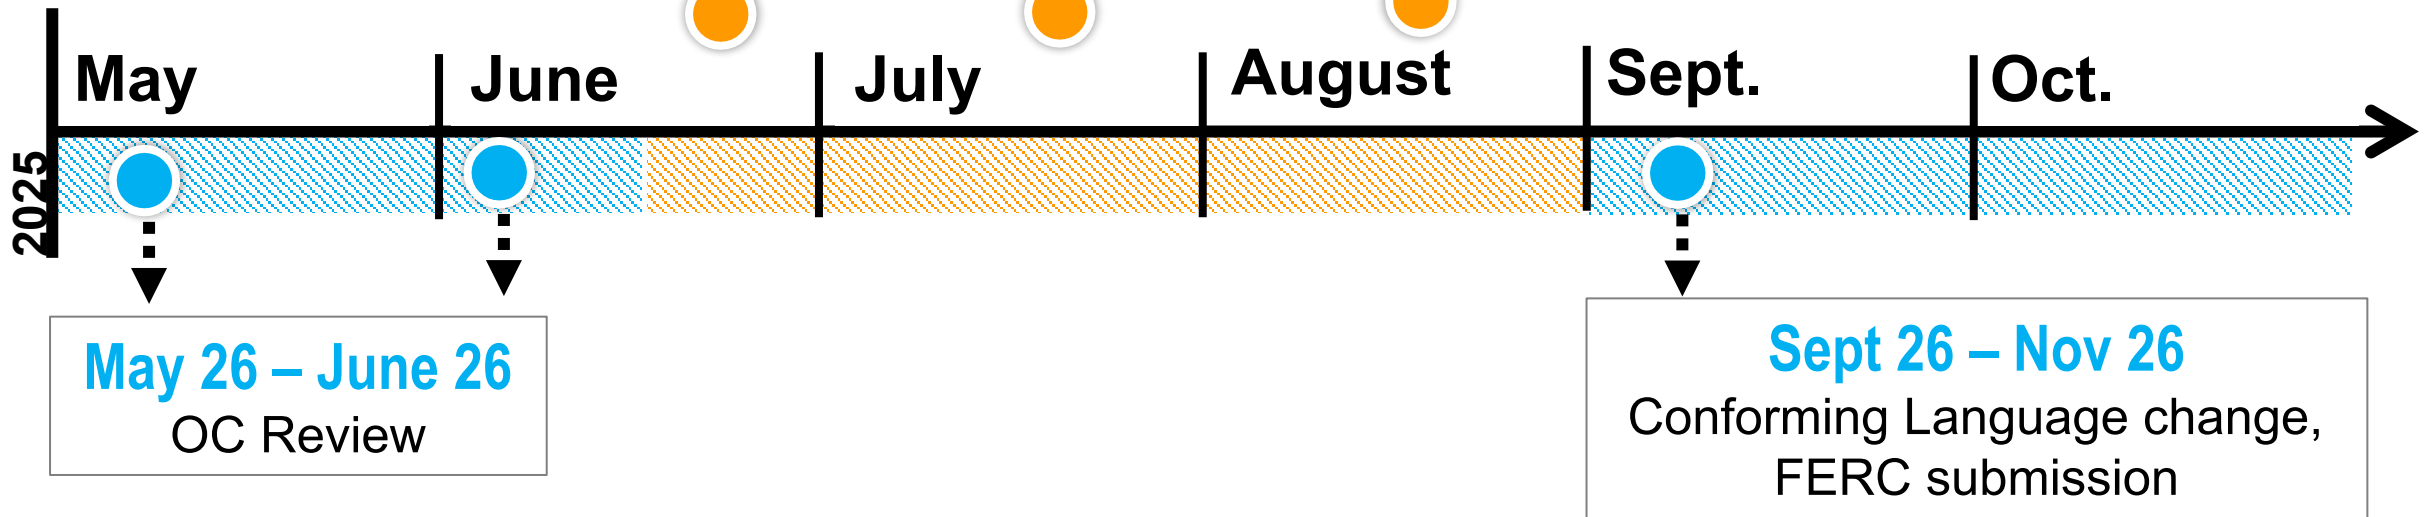 May June July August Sept. Oct.
2025
May 26 – June 26
OC Review
Sept 26 – Nov 26
Conforming Language change,
FERC submission